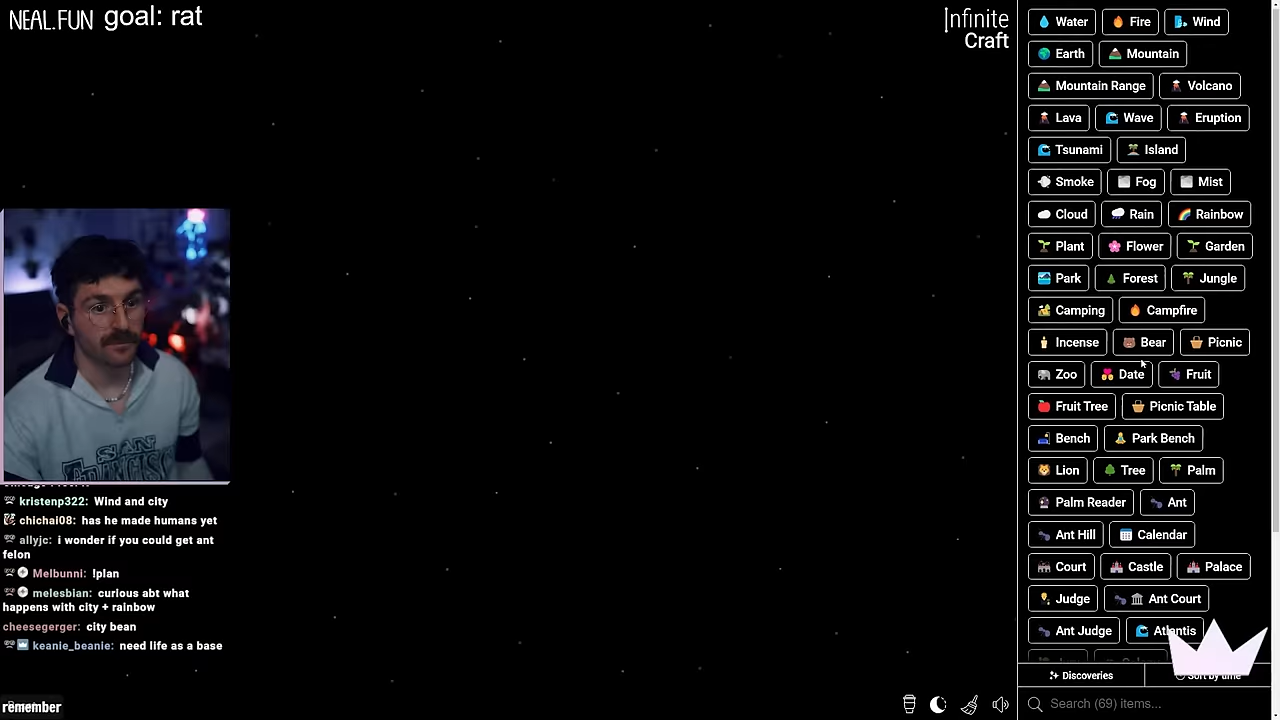 NEAL.FUN goal: rat
Infinite
Craft
Water Fire Wind
Earth Mountain
Mountain Range Volcano
Lava Wave Eruption
Tsunami Island
Smoke Fog Mist
Cloud Rain Rainbow
Plant Flower Garden
Park Forest Jungle
Camping Campfire
Incense Bear Picnic
Zoo Date Fruit
Fruit Tree Picnic Table
Bench Park Bench
Lion Tree Palm
Palm Reader Ant
Ant Hill Calendar
Court Castle Palace
Judge Ant Court
Ant Judge Atlantis
Discoveries Sort by time
Search (69) items...
SAN
kristenp322: Wind and city
chichal08: has he made humans yet
allyjc: i wonder if you could get ant
felon
Melbunni: !plan
melesbian: curious abt what
happens with city + rainbow
cheesegerger: city bean
keanie_beanie: need life as a base
remember